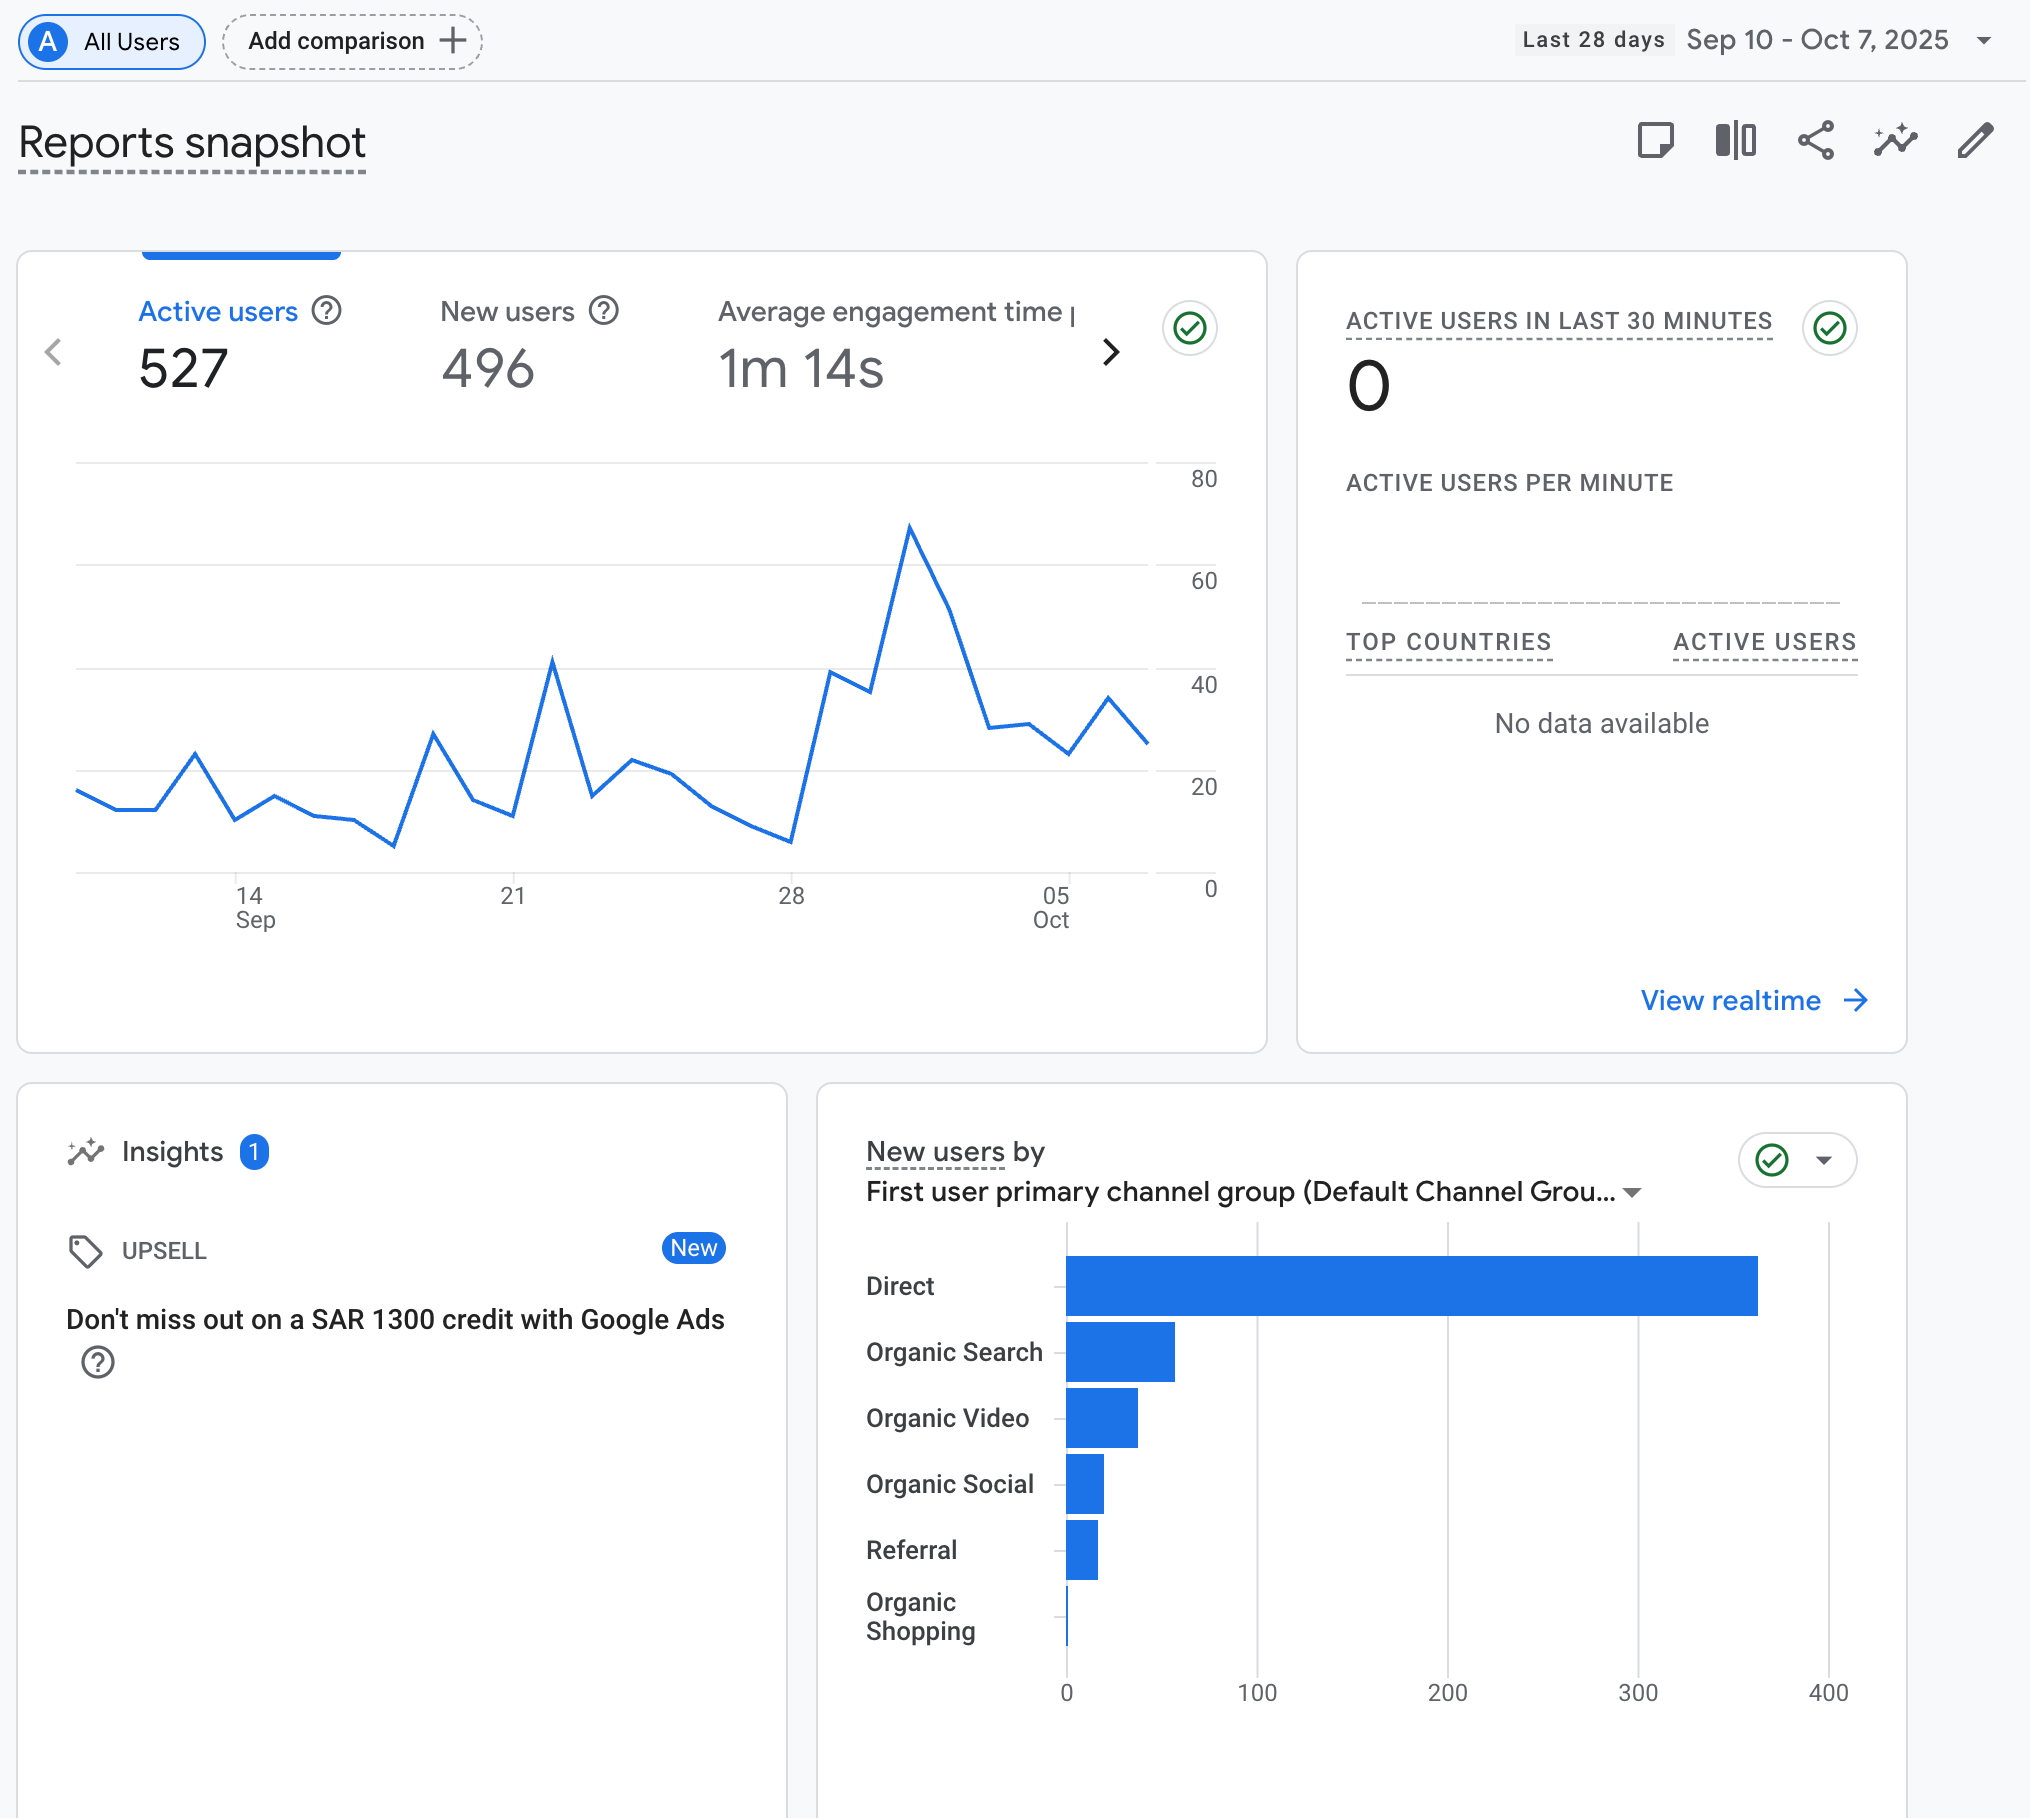 A All Users
Add comparison
Last 28 days Sep 10 - Oct 7, 2025
Reports snapshot
Active users
527
New users
496
Average engagement time
1m 14s
80
60
40
20
0
14
Sep
21
28
05
Oct
ACTIVE USERS IN LAST 30 MINUTES
0
ACTIVE USERS PER MINUTE
TOP COUNTRIES ACTIVE USERS
No data available
View realtime
Insights 1
UPSELL New
Don't miss out on a SAR 1300 credit with Google Ads
New users by
First user primary channel group (Default Channel Grou...
Direct
Organic Search
Organic Video
Organic Social
Referral
Organic
Shopping
0 100 200 300 400